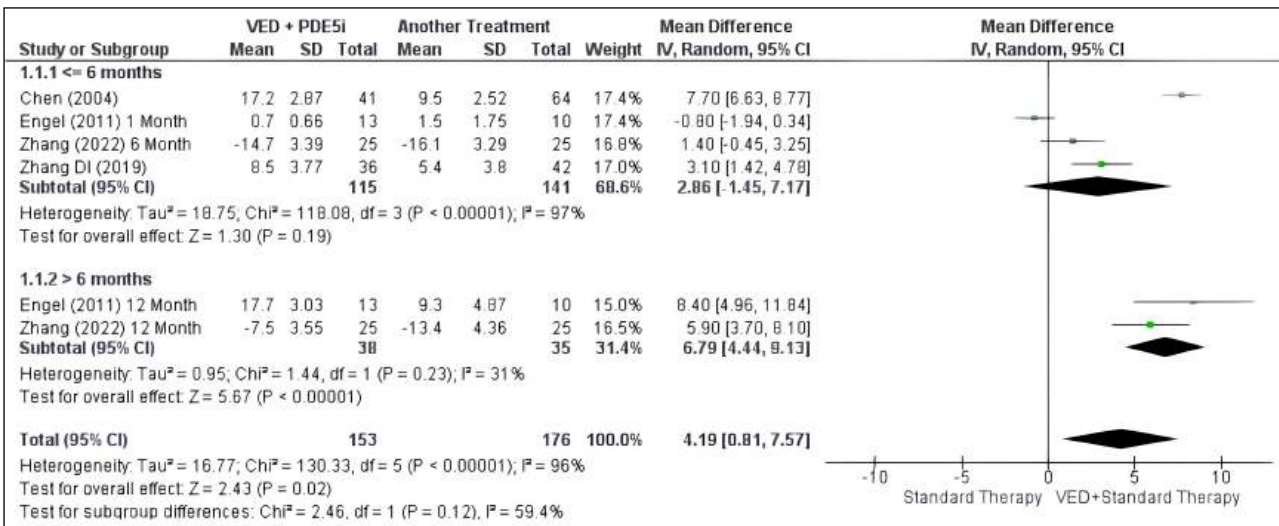 VED + PDE5i Another Treatment Mean Difference Mean Difference
Study or Subgroup Mean SD Total Mean SD Total Weight IV, Random, 95% CI IV, Random, 95% CI
1.1.1 <= 6 months
Chen (2004) 17.2 2.87 41 9.5 2.52 64 17.4% 7.70 [6.63, 8.77]
Engel (2011) 1 Month 0.7 0.66 13 1.5 1.75 10 17.4% -0.80 [-1.94, 0.34]
Zhang (2022) 6 Month -14.7 3.39 25 -16.1 3.29 25 16.8% 1.40 [-0.45, 3.25]
Zhang DI (2019) 8.5 3.77 36 5.4 3.8 42 17.0% 3.10 [1.42, 4.78]
Subtotal (95% CI) 115 141 68.6% 2.86 [-1.45, 7.17]
Heterogeneity: Tau² = 18.75; Chi² = 118.08, df = 3 (P < 0.00001); I² = 97%
Test for overall effect: Z = 1.30 (P = 0.19)
1.1.2 > 6 months
Engel (2011) 12 Month 17.7 3.03 13 9.3 4.87 10 15.0% 8.40 [4.96, 11.84]
Zhang (2022) 12 Month -7.5 3.55 25 -13.4 4.36 25 16.5% 5.90 [3.70, 8.10]
Subtotal (95% CI) 38 35 31.4% 6.79 [4.44, 9.13]
Heterogeneity: Tau² = 0.95; Chi² = 1.44, df = 1 (P = 0.23); I² = 31%
Test for overall effect: Z = 5.67 (P < 0.00001)
Total (95% CI) 153 176 100.0% 4.19 [0.81, 7.57]
Heterogeneity: Tau² = 16.77; Chi² = 130.33, df = 5 (P < 0.00001); I² = 96%
Test for overall effect: Z = 2.43 (P = 0.02)
Test for subgroup differences: Chi² = 2.46, df = 1 (P = 0.12), I² = 59.4%
-10 -5 0 5 10
Standard Therapy VED+Standard Therapy